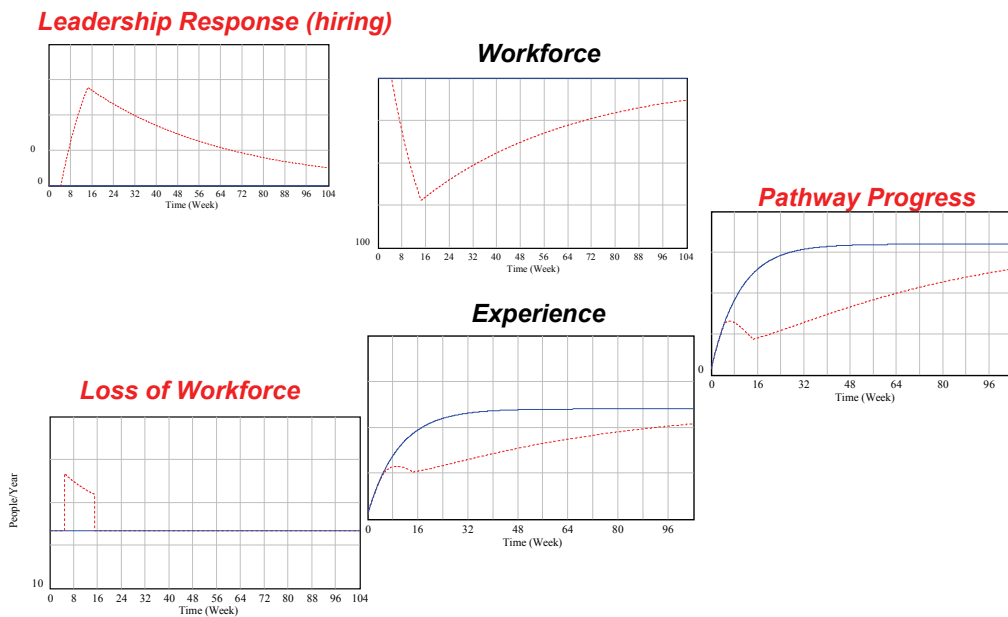 Leadership Response (hiring)
0
0
0 8 16 24 32 40 48 56 64 72 80 88 96 104
Time (Week)
Workforce
100
0 8 16 24 32 40 48 56 64 72 80 88 96 104
Time (Week)
Pathway Progress
0
0 16 32 48 64 80 96
Time (Week)
Experience
0 16 32 48 64 80 96
Time (Week)
Loss of Workforce
People/Year
10
0 8 16 24 32 40 48 56 64 72 80 88 96 104
Time (Week)